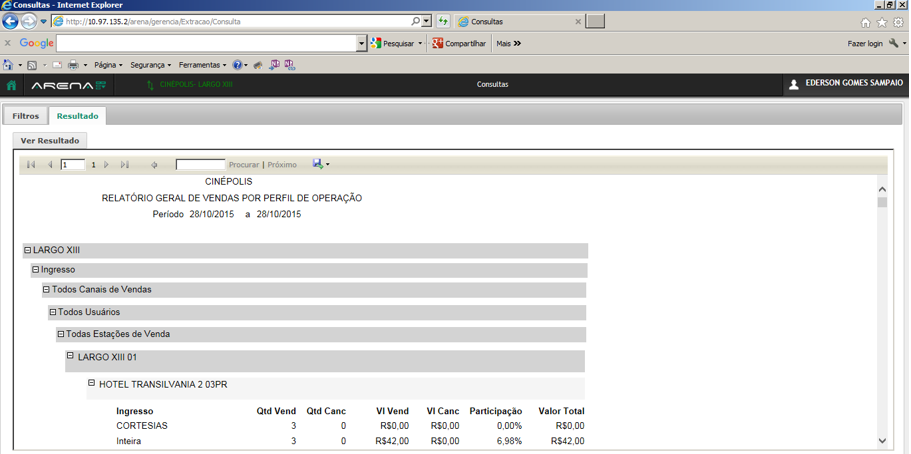 Consultas - Internet Explorer
http://10.97.135.2/arena/gerencia/Extracao/Consulta
Consultas
Google
Pesquisar
Compartilhar
Mais
Fazer login
Página
Segurança
Ferramentas
ARENA
CINÉPOLIS LARGO XIII
Consultas
EDERSON GOMES SAMPAIO
Filtros
Resultado
Ver Resultado
1
1
Procurar | Próximo
CINÉPOLIS
RELATÓRIO GERAL DE VENDAS POR PERFIL DE OPERAÇÃO
Período 28/10/2015 a 28/10/2015
LARGO XIII
Ingresso
Todos Canais de Vendas
Todos Usuários
Todas Estações de Venda
LARGO XIII 01
HOTEL TRANSILVANIA 2 03PR
Ingresso Qtd Vend Qtd Canc Vl Vend Vl Canc Participação Valor Total
CORTESIAS 3 0 R$0,00 R$0,00 0,00% R$0,00
Inteira 3 0 R$42,00 R$0,00 6,98% R$42,00